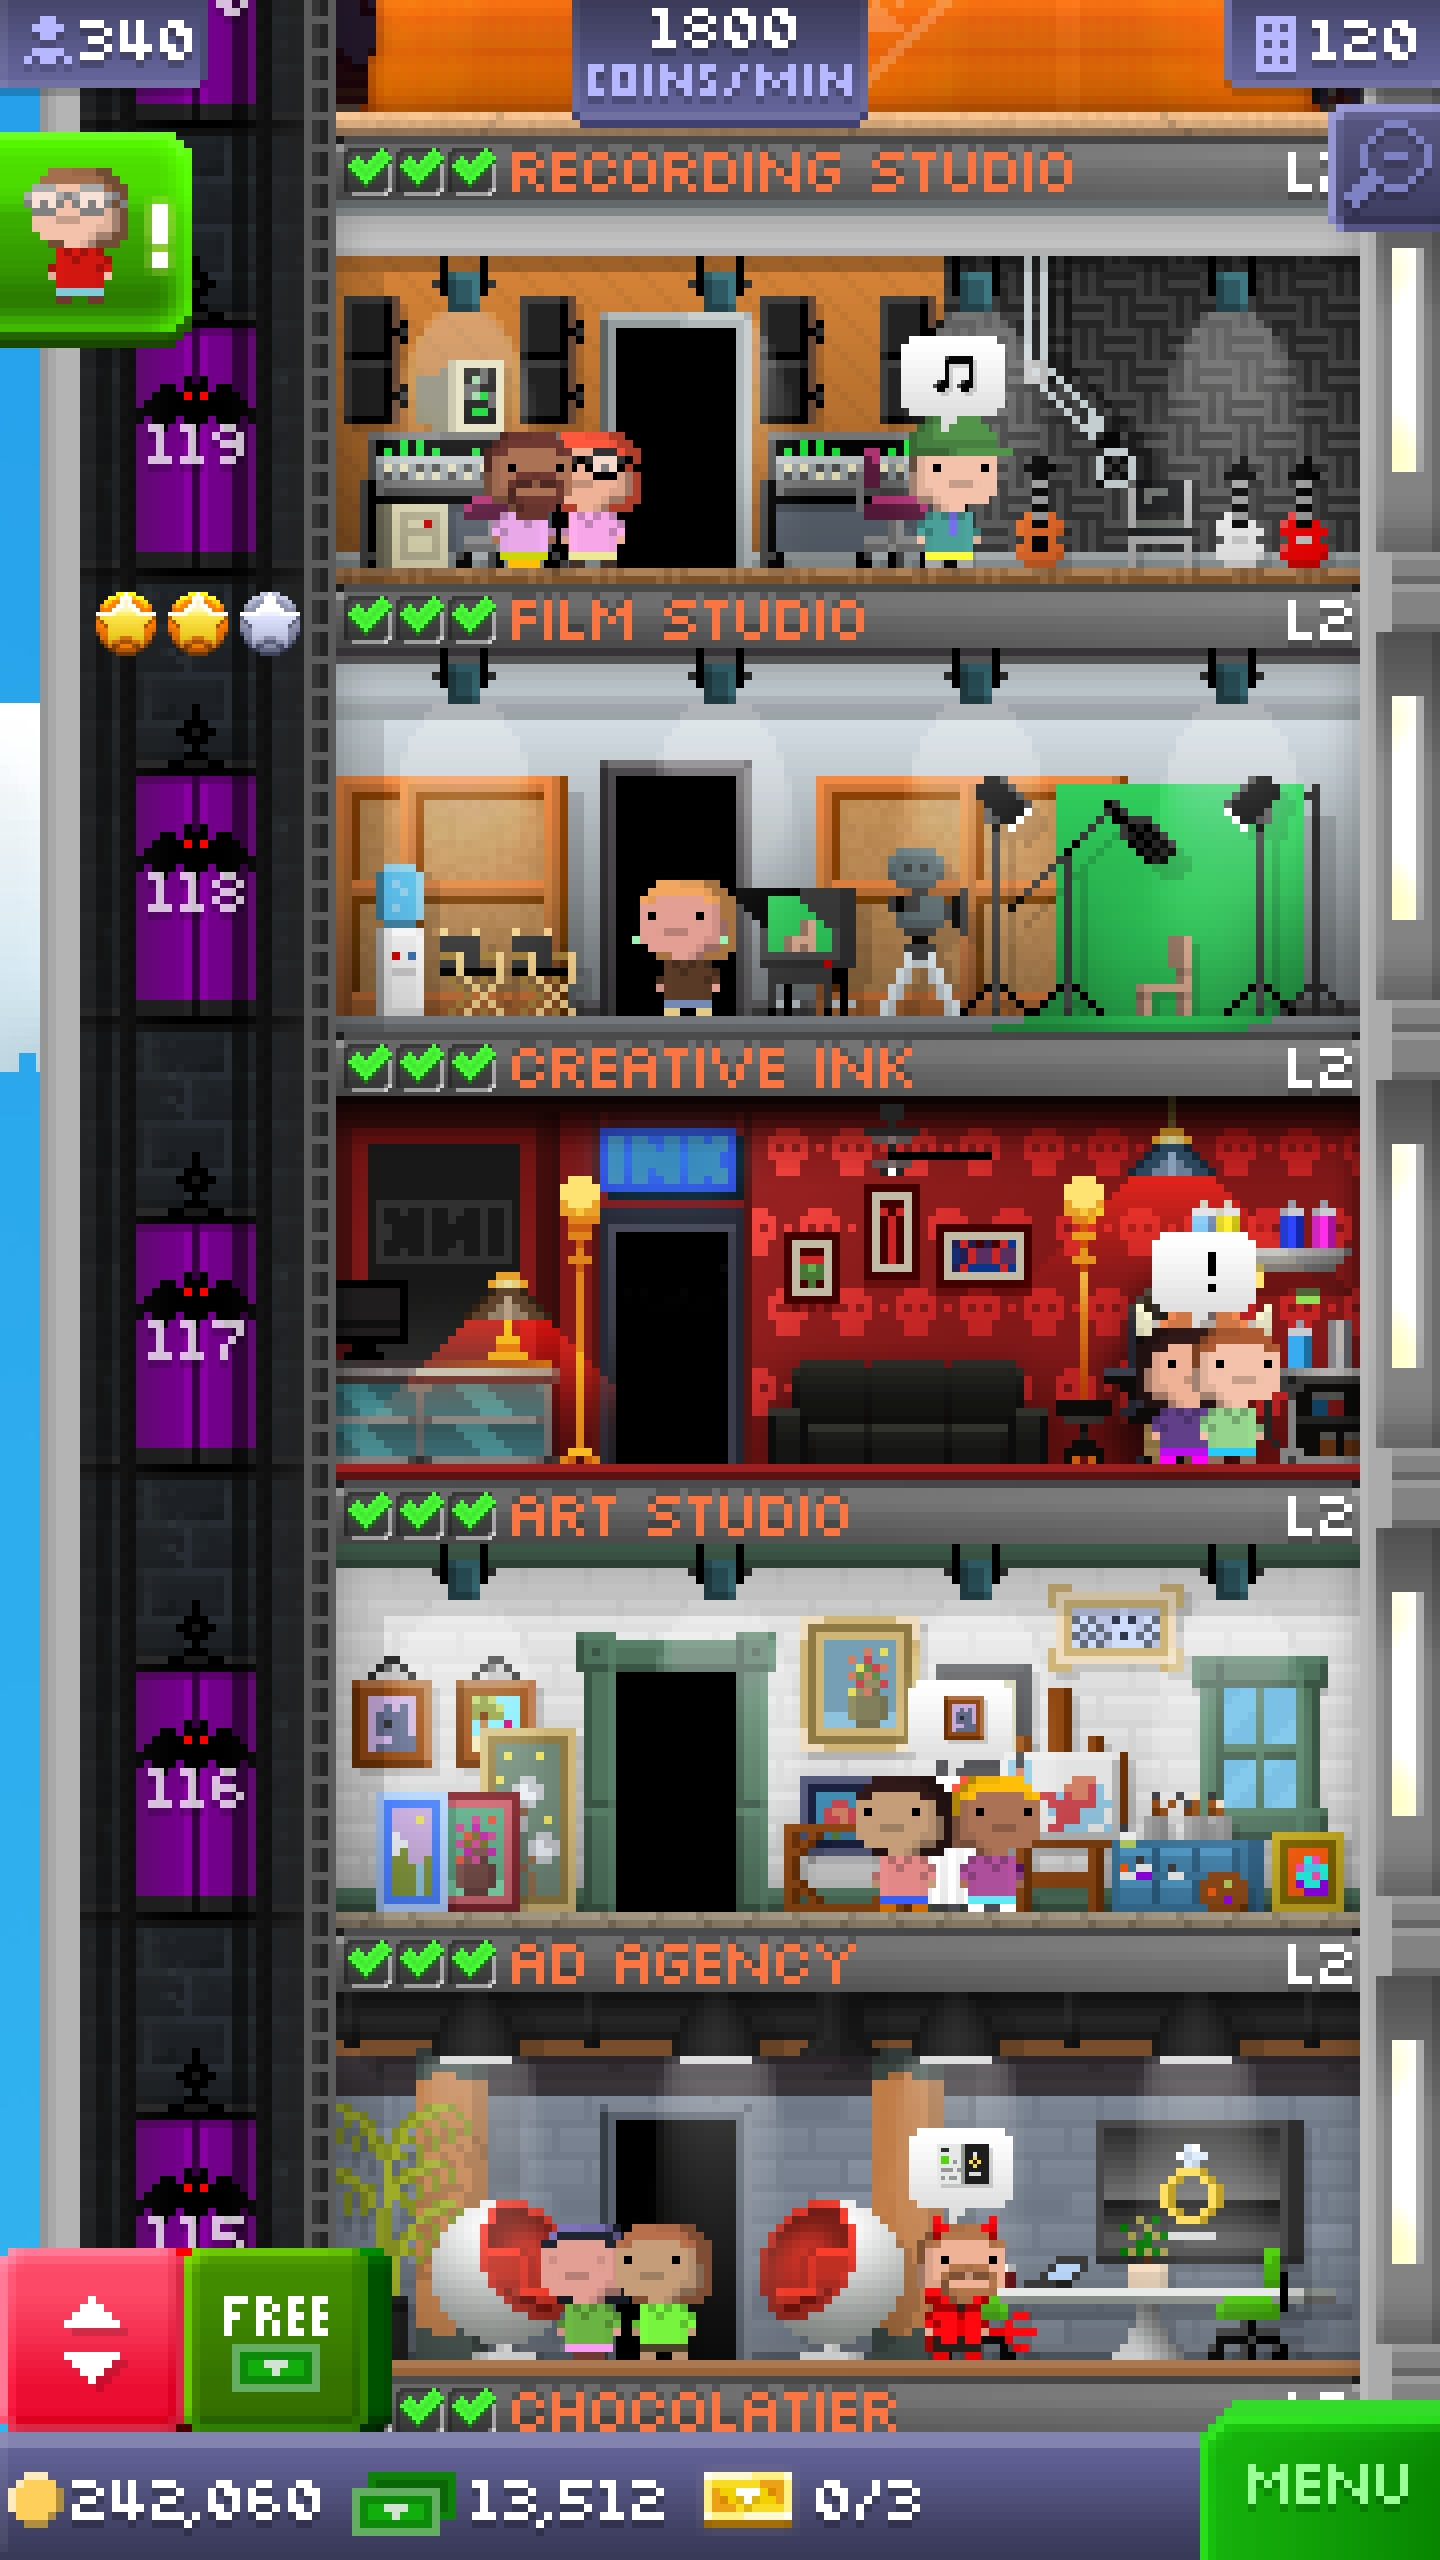 340
1800
COINS/MIN
120
RECORDING STUDIO
!
119
FILM STUDIO L2
118
CREATIVE INK L2
INK
117
!
ART STUDIO L2
116
AD AGENCY L2
115
FREE
CHOCOLATIER
242,060 13,512 0/3
MENU